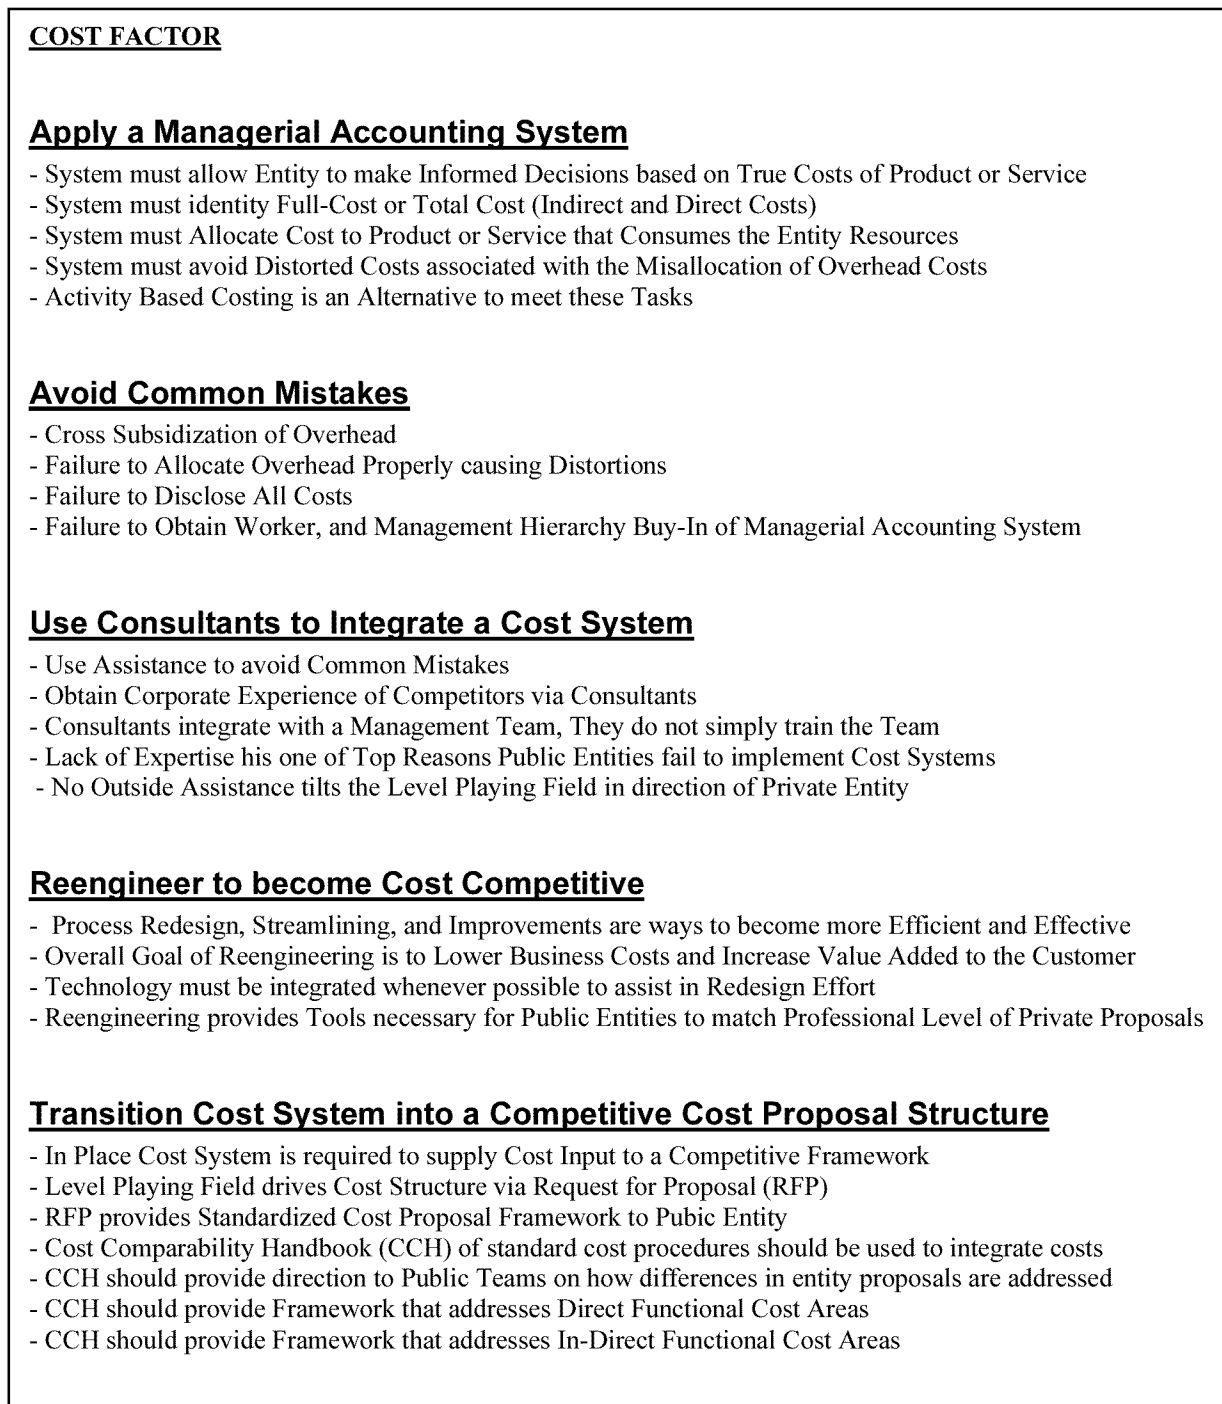 COST FACTOR
Apply a Managerial Accounting System
- System must allow Entity to make Informed Decisions based on True Costs of Product or Service
- System must identity Full-Cost or Total Cost (Indirect and Direct Costs)
- System must Allocate Cost to Product or Service that Consumes the Entity Resources
- System must avoid Distorted Costs associated with the Misallocation of Overhead Costs
- Activity Based Costing is an Alternative to meet these Tasks
Avoid Common Mistakes
- Cross Subsidization of Overhead
- Failure to Allocate Overhead Properly causing Distortions
- Failure to Disclose All Costs
- Failure to Obtain Worker, and Management Hierarchy Buy-In of Managerial Accounting System
Use Consultants to Integrate a Cost System
- Use Assistance to avoid Common Mistakes
- Obtain Corporate Experience of Competitors via Consultants
- Consultants integrate with a Management Team, They do not simply train the Team
- Lack of Expertise his one of Top Reasons Public Entities fail to implement Cost Systems
- No Outside Assistance tilts the Level Playing Field in direction of Private Entity
Reengineer to become Cost Competitive
- Process Redesign, Streamlining, and Improvements are ways to become more Efficient and Effective
- Overall Goal of Reengineering is to Lower Business Costs and Increase Value Added to the Customer
- Technology must be integrated whenever possible to assist in Redesign Effort
- Reengineering provides Tools necessary for Public Entities to match Professional Level of Private Proposals
Transition Cost System into a Competitive Cost Proposal Structure
- In Place Cost System is required to supply Cost Input to a Competitive Framework
- Level Playing Field drives Cost Structure via Request for Proposal (RFP)
- RFP provides Standardized Cost Proposal Framework to Pubic Entity
- Cost Comparability Handbook (CCH) of standard cost procedures should be used to integrate costs
- CCH should provide direction to Public Teams on how differences in entity proposals are addressed
- CCH should provide Framework that addresses Direct Functional Cost Areas
- CCH should provide Framework that addresses In-Direct Functional Cost Areas